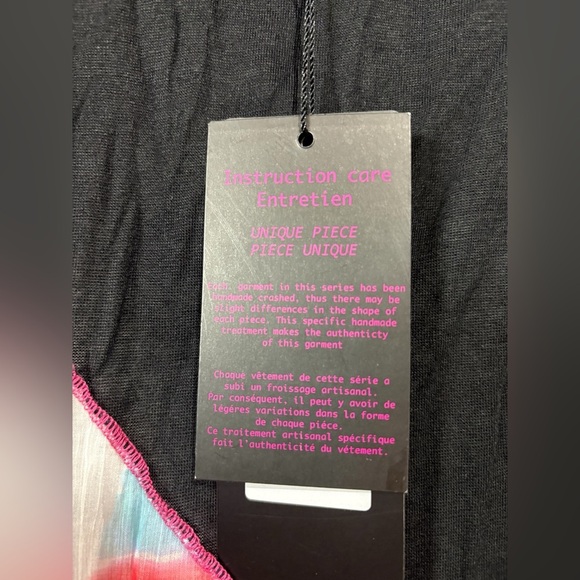 Instruction care
Entretien
UNIQUE PIECE
PIÈCE UNIQUE
Each garment in this series has been
handmade crashed, thus there may be
slight differences in the shape of
each piece. This specific handmade
treatment makes the authenticty
of this garment
Chaque vêtement de cette série a
subi un froissage artisanal.
Par conséquent, il peut y avoir de
légères variations dans la forme
de chaque pièce.
Ce traitement artisanal spécifique
fait l'authenticité du vêtement.